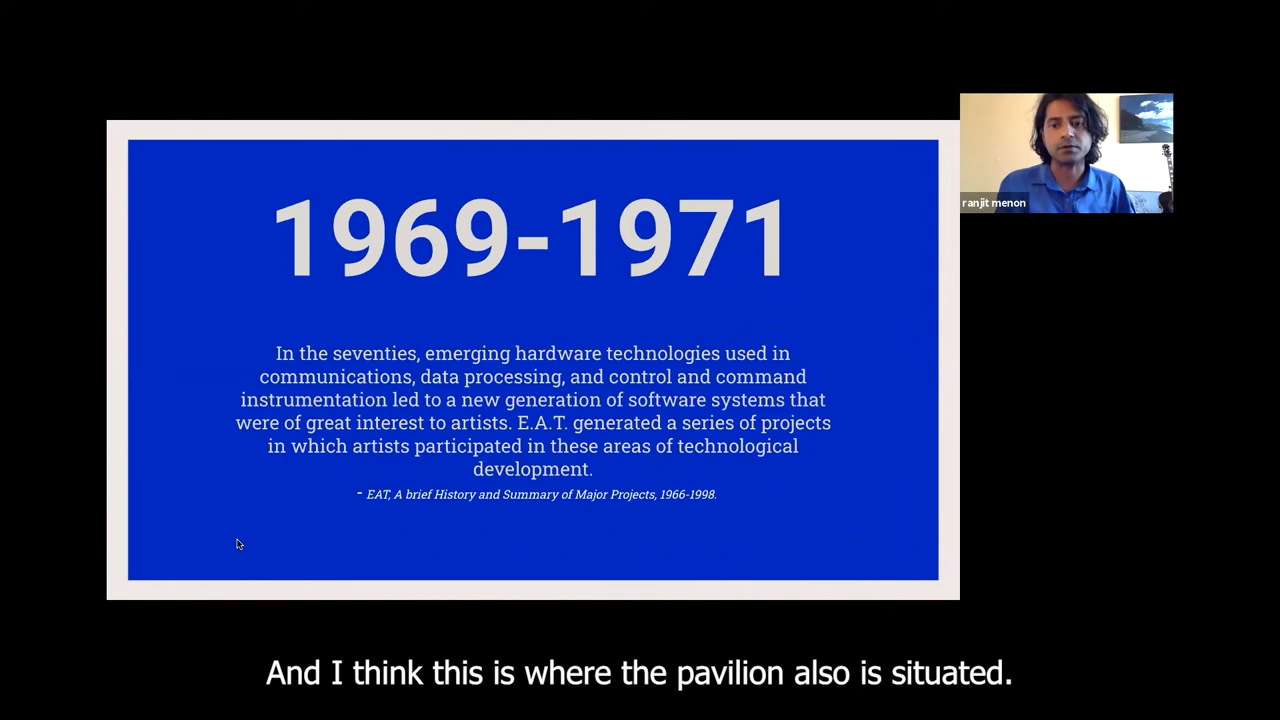 1969-1971
In the seventies, emerging hardware technologies used in
communications, data processing, and control and command
instrumentation led to a new generation of software systems that
were of great interest to artists. E.A.T. generated a series of projects
in which artists participated in these areas of technological
development.
- EAT, A brief History and Summary of Major Projects, 1966-1998.
ranjit menon
And I think this is where the pavilion also is situated.